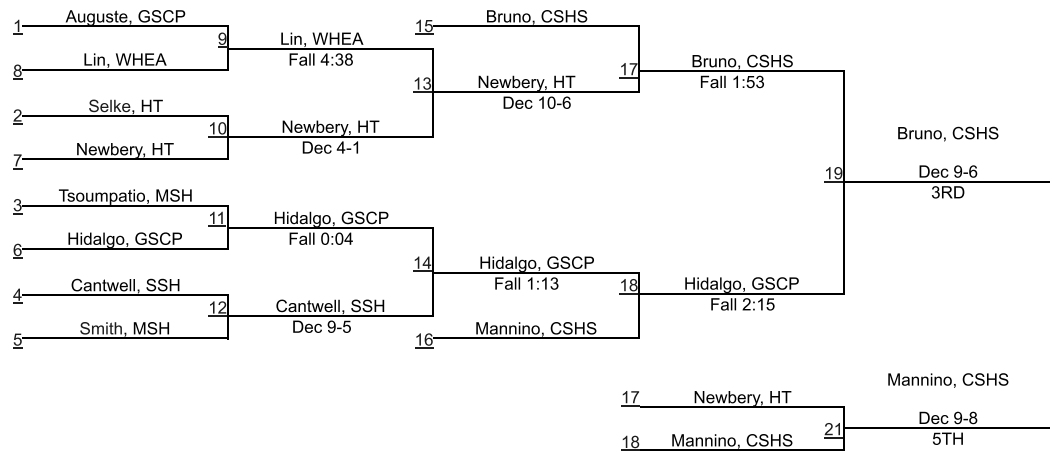 Auguste, GSCP
1
Lin, WHEA
8
9
Lin, WHEA
Fall 4:38
Selke, HT
2
Newbery, HT
7
10
Newbery, HT
Dec 4-1
13
Newbery, HT
Dec 10-6
15
Bruno, CSHS
17
Bruno, CSHS
Fall 1:53
Tsoumpatio, MSH
3
Hidalgo, GSCP
6
11
Hidalgo, GSCP
Fall 0:04
Cantwell, SSH
4
Smith, MSH
5
12
Cantwell, SSH
Dec 9-5
14
Hidalgo, GSCP
Fall 1:13
Mannino, CSHS
16
18
Hidalgo, GSCP
Fall 2:15
19
Bruno, CSHS
Dec 9-6
3RD
17
Newbery, HT
18
Mannino, CSHS
21
Mannino, CSHS
Dec 9-8
5TH